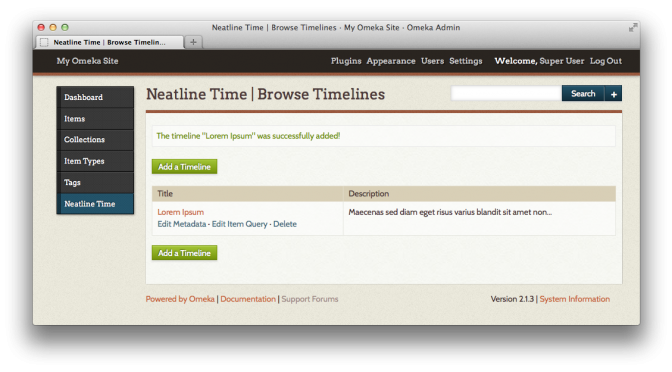 Neatline Time | Browse Timelines · My Omeka Site · Omeka Admin
Neatline Time | Browse Timelin...
My Omeka Site
Plugins Appearance Users Settings Welcome, Super User Log Out
Dashboard
Items
Collections
Item Types
Tags
Neatline Time
Neatline Time | Browse Timelines
Search +
The timeline "Lorem Ipsum" was successfully added!
Add a Timeline
Title Description
Lorem Ipsum Maecenas sed diam eget risus varius blandit sit amet non...
Edit Metadata · Edit Item Query · Delete
Add a Timeline
Powered by Omeka | Documentation | Support Forums Version 2.1.3 | System Information